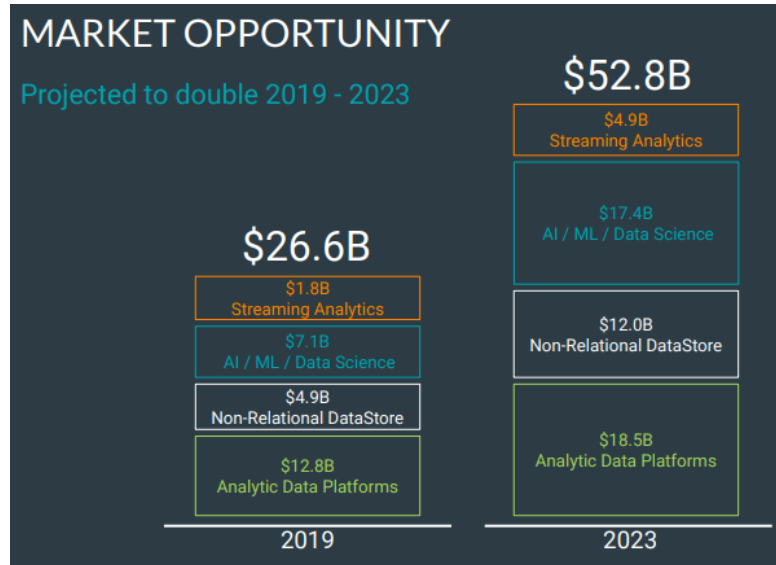 MARKET OPPORTUNITY
Projected to double 2019 - 2023
$26.6B
$1.8B
Streaming Analytics
$7.1B
AI / ML / Data Science
$4.9B
Non-Relational DataStore
$12.8B
Analytic Data Platforms
2019
$52.8B
$4.9B
Streaming Analytics
$17.4B
AI / ML / Data Science
$12.0B
Non-Relational DataStore
$18.5B
Analytic Data Platforms
2023